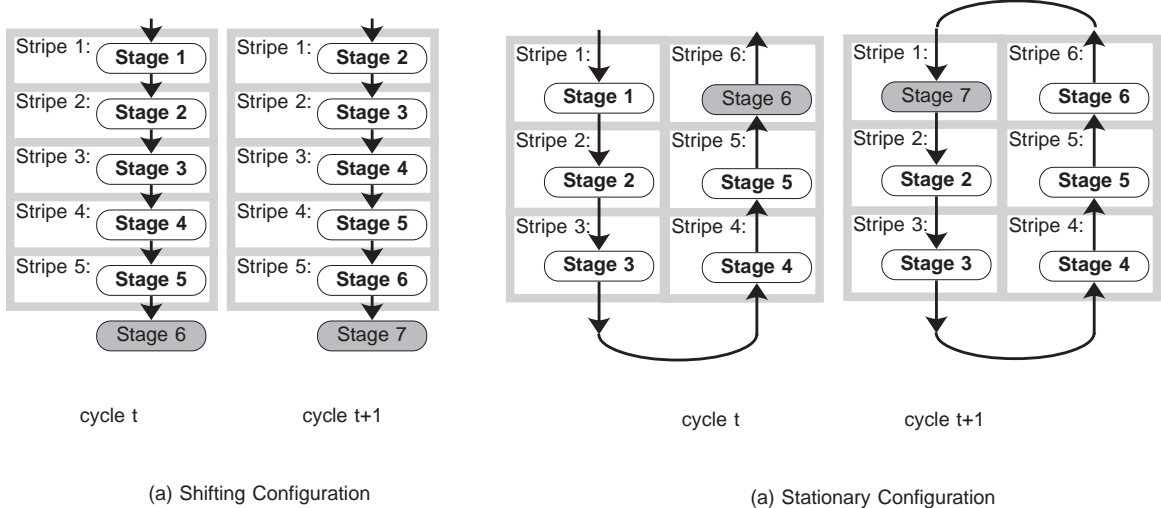 Stripe 1:
Stage 1
Stripe 2:
Stage 2
Stripe 3:
Stage 3
Stripe 4:
Stage 4
Stripe 5:
Stage 5
Stage 6
cycle t
Stripe 1:
Stage 2
Stripe 2:
Stage 3
Stripe 3:
Stage 4
Stripe 4:
Stage 5
Stripe 5:
Stage 6
Stage 7
cycle t+1
(a) Shifting Configuration
Stripe 1:
Stage 1
Stripe 2:
Stage 2
Stripe 3:
Stage 3
Stripe 6:
Stage 6
Stripe 5:
Stage 5
Stripe 4:
Stage 4
cycle t
Stripe 1:
Stage 7
Stripe 2:
Stage 2
Stripe 3:
Stage 3
Stripe 6:
Stage 6
Stripe 5:
Stage 5
Stripe 4:
Stage 4
cycle t+1
(a) Stationary Configuration